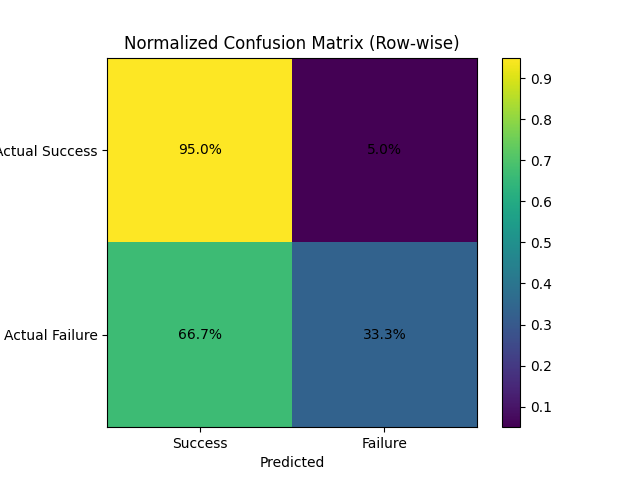 Normalized Confusion Matrix (Row-wise)
Actual Success
95.0%
5.0%
Actual Failure
66.7%
33.3%
Success
Failure
Predicted
0.9
0.8
0.7
0.6
0.5
0.4
0.3
0.2
0.1